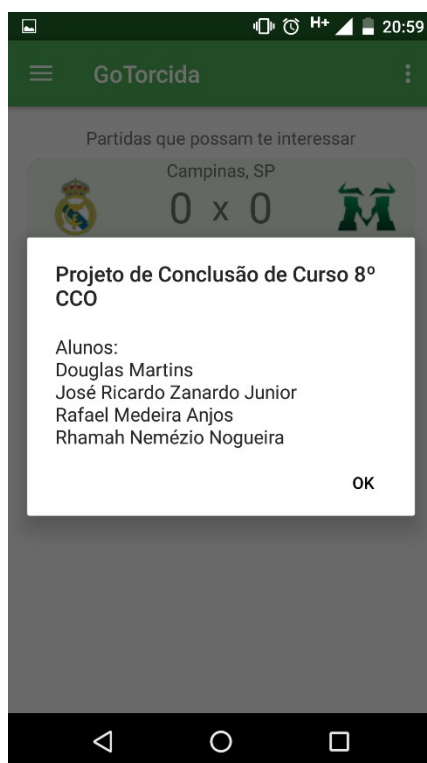 H+ 20:59
GoTorcida
Partidas que possam te interessar
Campinas, SP
0 x 0
Projeto de Conclusão de Curso 8º
CCO
Alunos:
Douglas Martins
José Ricardo Zanardo Junior
Rafael Medeira Anjos
Rhamah Nemézio Nogueira
OK